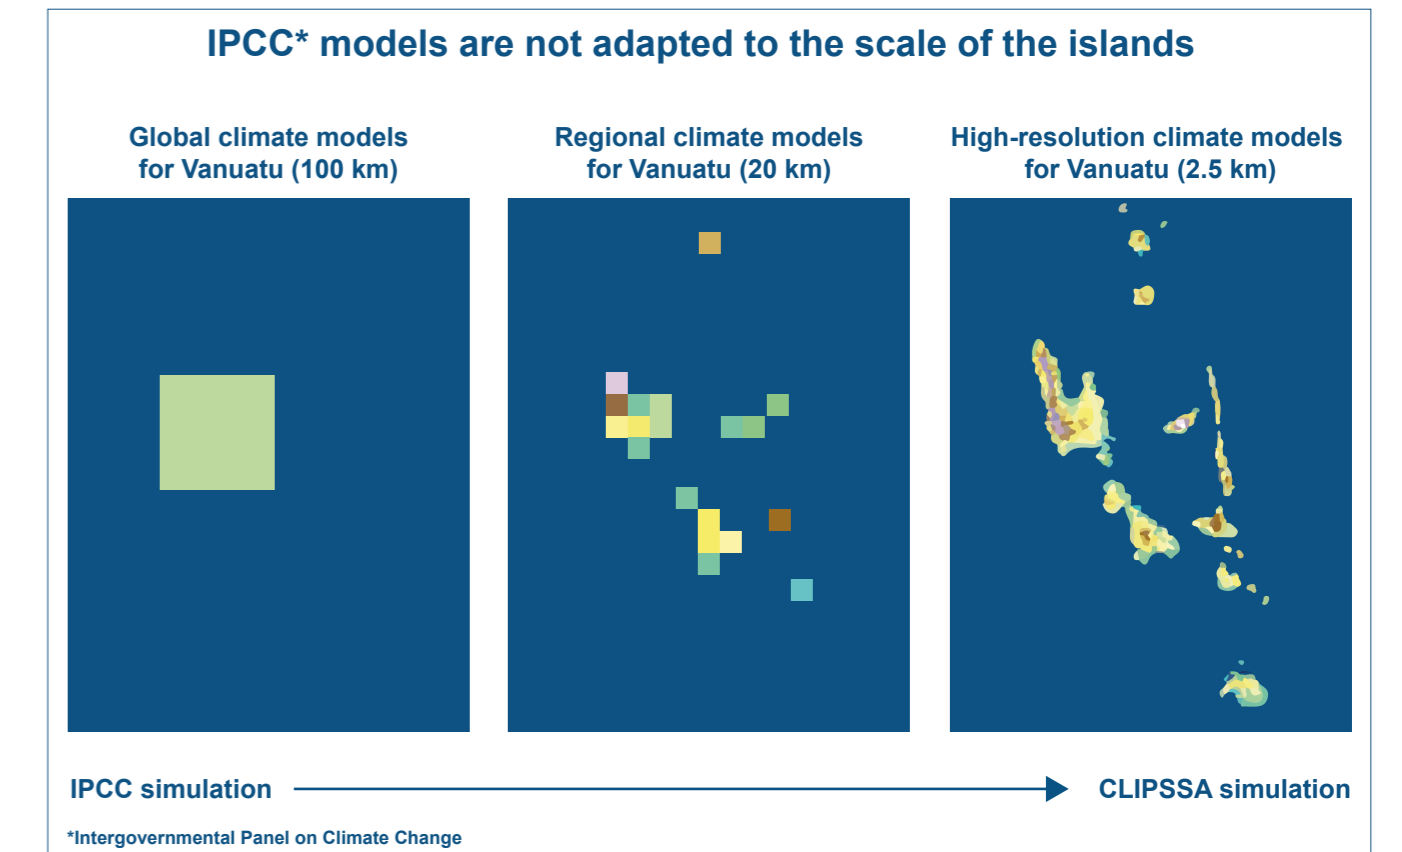 IPCC* models are not adapted to the scale of the islands
Global climate models
for Vanuatu (100 km)
Regional climate models
for Vanuatu (20 km)
High-resolution climate models
for Vanuatu (2.5 km)
IPCC simulation
CLIPSSA simulation
*Intergovernmental Panel on Climate Change